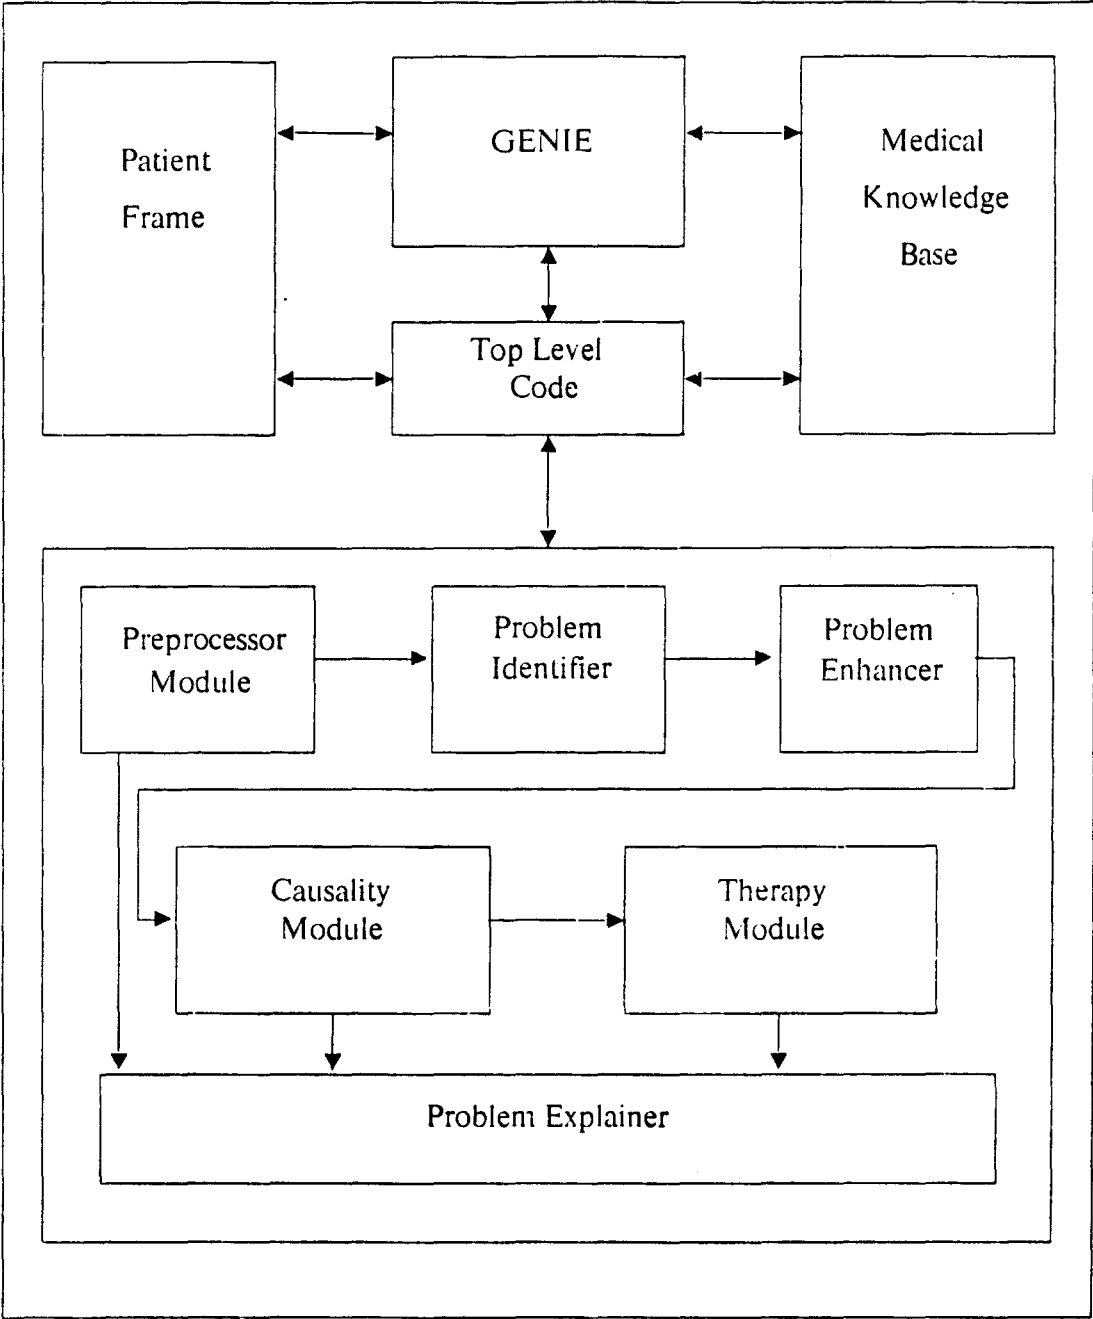 Patient
Frame
GENIE
Medical
Knowledge
Base
Top Level
Code
Preprocessor
Module
Problem
Identifier
Problem
Enhancer
Causality
Module
Therapy
Module
Problem Explainer